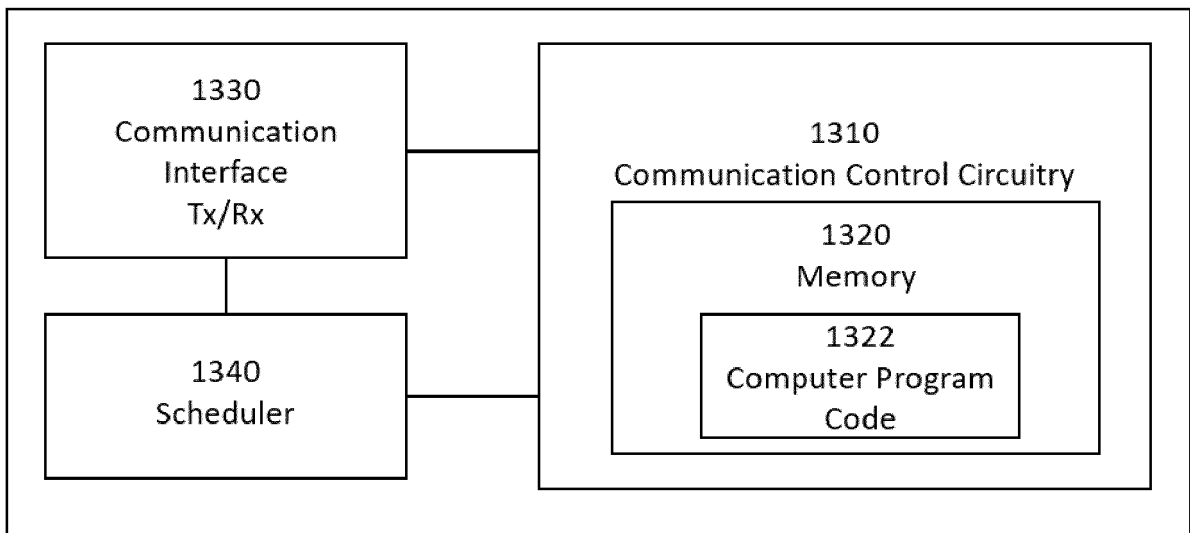 1330
Communication
Interface
Tx/Rx
1340
Scheduler
1310
Communication Control Circuitry
1320
Memory
1322
Computer Program
Code